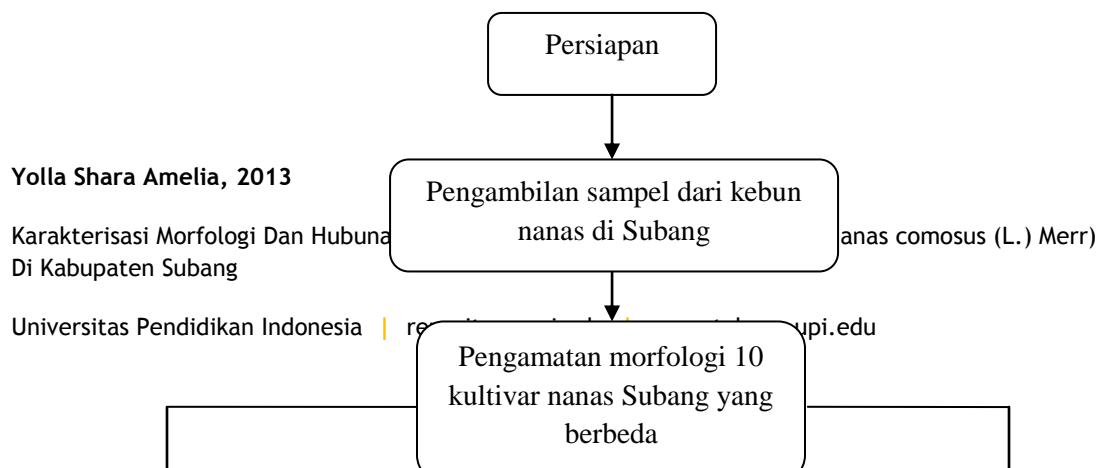 Persiapan
Yolla Shara Amelia, 2013
Pengambilan sampel dari kebun
nanas di Subang
Karakterisasi Morfologi Dan Hubuna anas comosus (L.) Merr)
Di Kabupaten Subang
Universitas Pendidikan Indonesia | upi.edu
Pengamatan morfologi 10
kultivar nanas Subang yang
berbeda